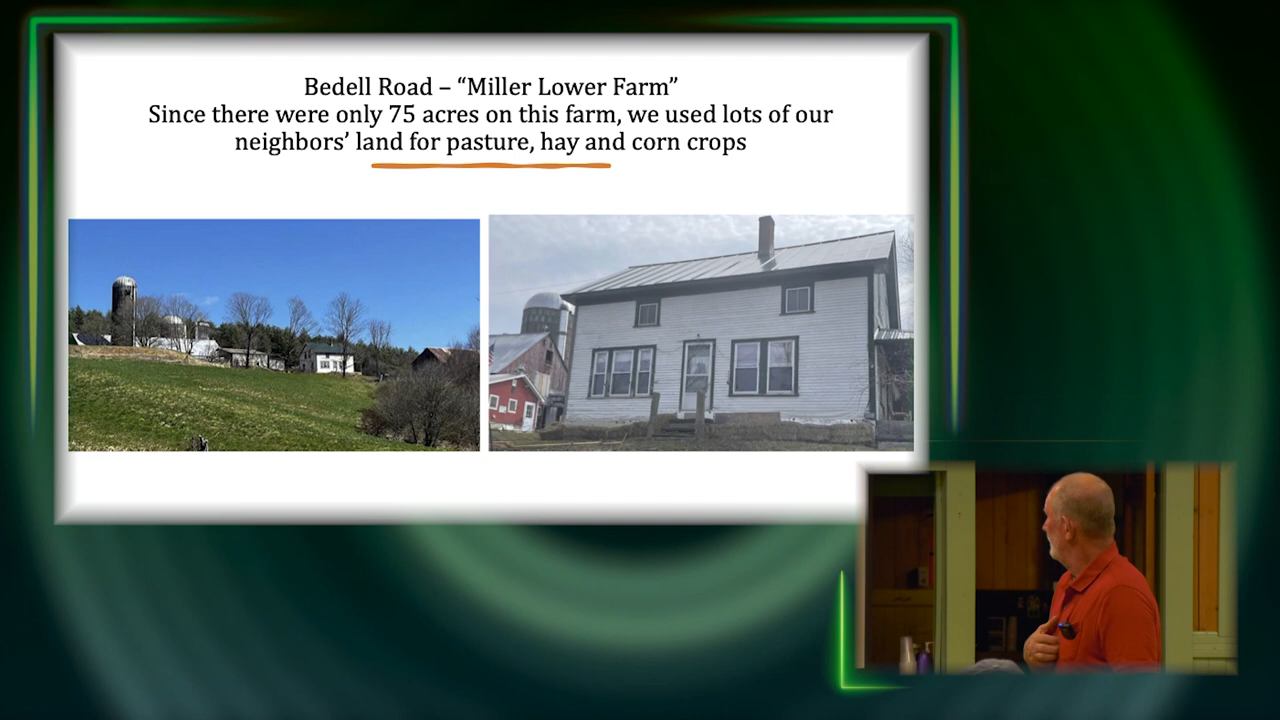 Bedell Road – “Miller Lower Farm”
Since there were only 75 acres on this farm, we used lots of our
neighbors’ land for pasture, hay and corn crops